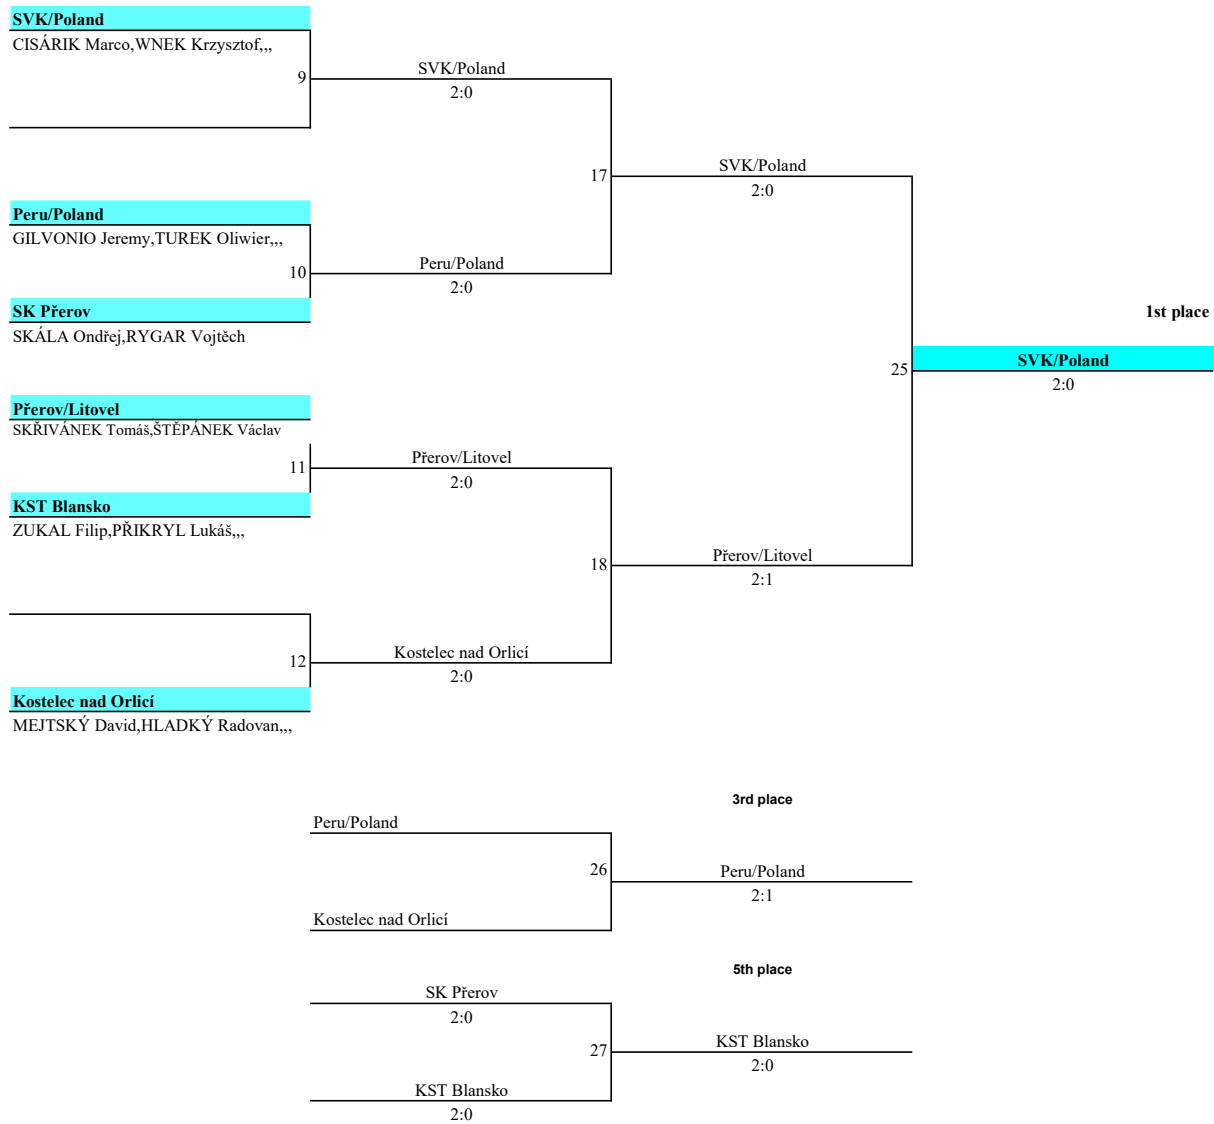 SVK/Poland
CISÁRIK Marco,WNEK Krzysztof,,,
9
SVK/Poland
2:0
17
SVK/Poland
2:0
Peru/Poland
GILVONIO Jeremy,TUREK Oliwier,,,
10
Peru/Poland
2:0
SK Přerov
SKÁLA Ondřej,RYGAR Vojtěch
1st place
25
SVK/Poland
2:0
Přerov/Litovel
SKŘIVÁNEK Tomáš,ŠTĚPÁNEK Václav
11
Přerov/Litovel
2:0
KST Blansko
ZUKAL Filip,PŘIKRYL Lukáš,,,
18
Přerov/Litovel
2:1
12
Kostelec nad Orlicí
2:0
Kostelec nad Orlicí
MEJTSKÝ David,HLADKÝ Radovan,,,
3rd place
Peru/Poland
26
Peru/Poland
2:1
Kostelec nad Orlicí
5th place
SK Přerov
2:0
27
KST Blansko
2:0
KST Blansko
2:0